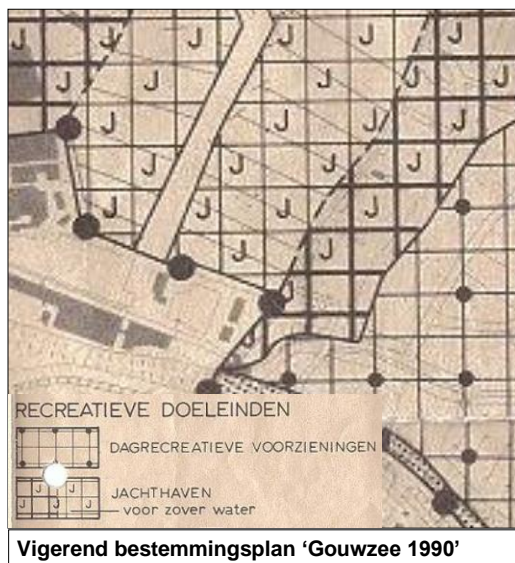 J J J J
J J J J
J J J J
J J J J
J J J J
J
J
RECREATIEVE DOELEINDEN
DAGRECREATIEVE VOORZIENINGEN
J J
J J J
JACHTHAVEN
voor zover water
Vigerend bestemmingsplan ‘Gouwzee 1990’